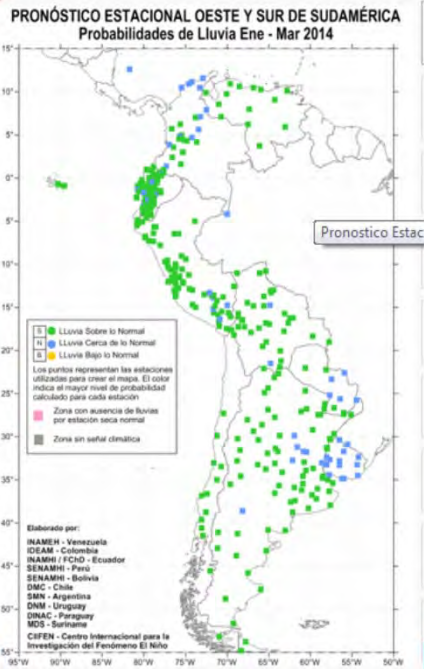 PRONÓSTICO ESTACIONAL OESTE Y SUR DE SUDAMÉRICA
Probabilidades de Lluvia Ene - Mar 2014
15°
10°
5°
0°
5°
10°
15°
20°
25°
30°
35°
40°
45°
50°
55°
Pronostico Estac
S LLuvia Sobre lo Normal
N LLuvia Cerca de lo Normal
B LLuvia Bajo lo Normal
Los puntos representan las estaciones
utilizadas para crear el mapa. El color
indica el mayor nivel de probabilidad
calculado para cada estación
Zona con ausencia de lluvias
por estación seca normal
Zona sin señal climática
Elaborado por:
INAMEH - Venezuela
IDEAM - Colombia
INAMHI / FChD - Ecuador
SENAMHI - Perú
SENAMHI - Bolivia
DMC - Chile
SMN - Argentina
DNM - Uruguay
DINAC - Paraguay
MDS - Suriname
CIIFEN - Centro Internacional para la
Investigación del Fenómeno El Niño
95°W 90°W 85°W 80°W 75°W 70°W 65°W 60°W 55°W 50°W